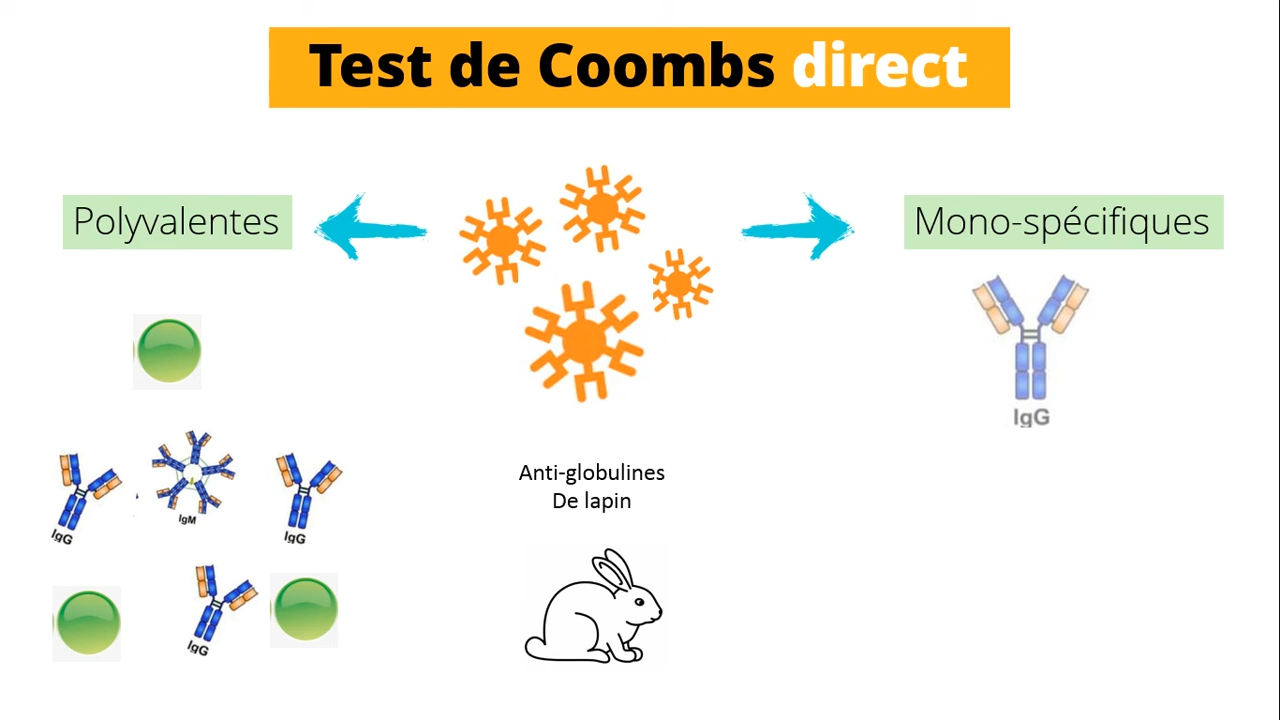 Test de Coombs direct
Polyvalentes
Mono-spécifiques
IgG
IgM
IgG
IgG
IgG
Anti-globulines
De lapin